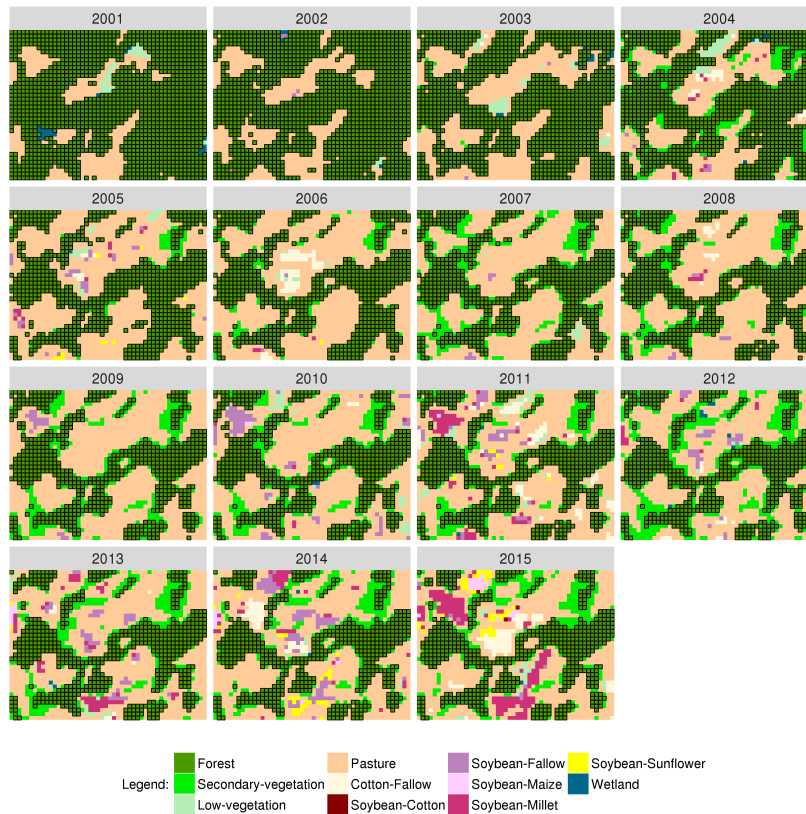 2001 2002 2003 2004
2005 2006 2007 2008
2009 2010 2011 2012
2013 2014 2015
Forest Pasture Soybean-Fallow Soybean-Sunflower
Legend: Secondary-vegetation Cotton-Fallow Soybean-Maize Wetland
Low-vegetation Soybean-Cotton Soybean-Millet